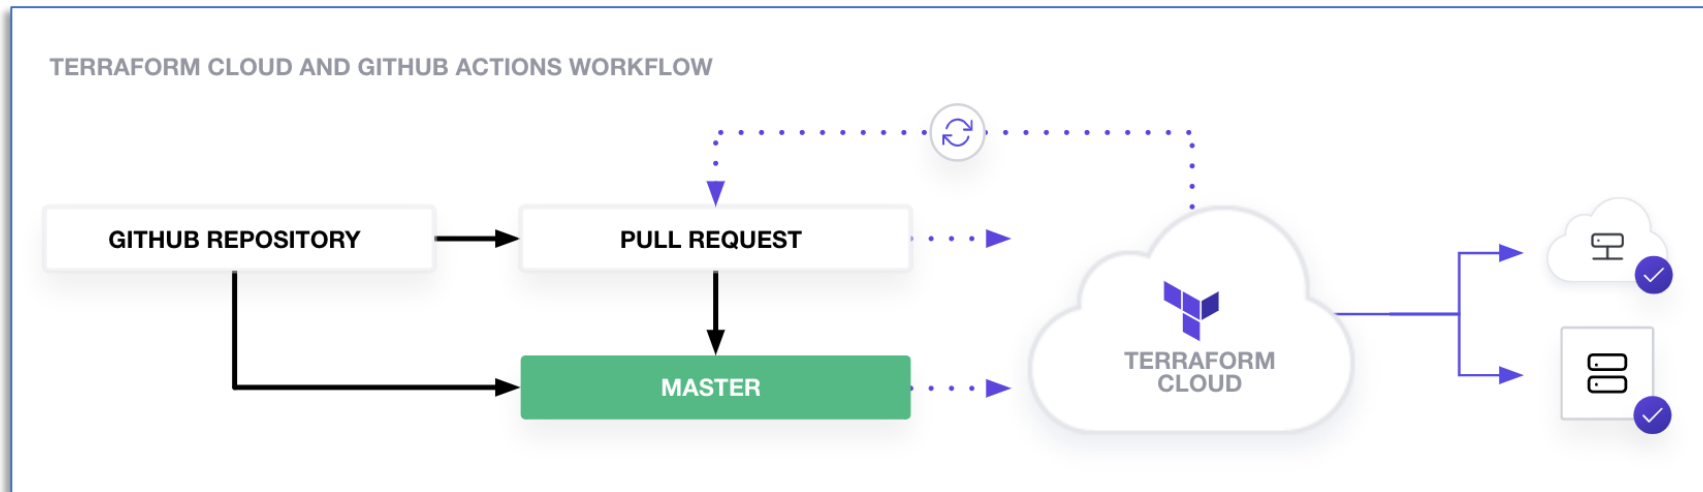 TERRAFORM CLOUD AND GITHUB ACTIONS WORKFLOW
GITHUB REPOSITORY
PULL REQUEST
MASTER
TERRAFORM
CLOUD